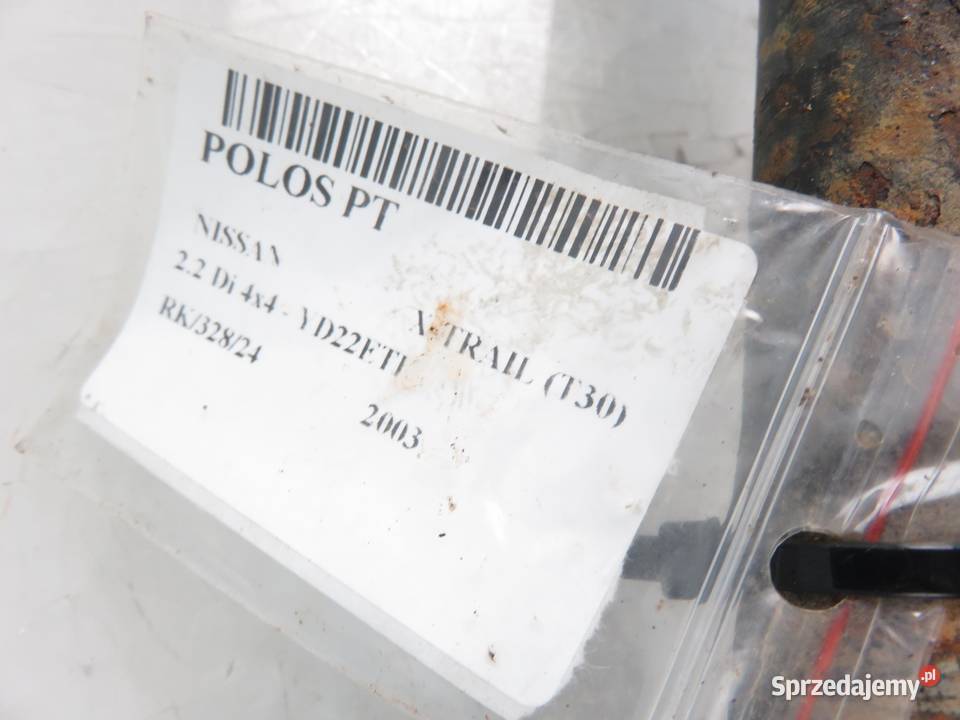 POLOS PT
NISSAN
X-TRAIL (T30)
2.2 Di 4x4 - YD22ETI
2003
RK/328/24
Sprzedajemy.pl